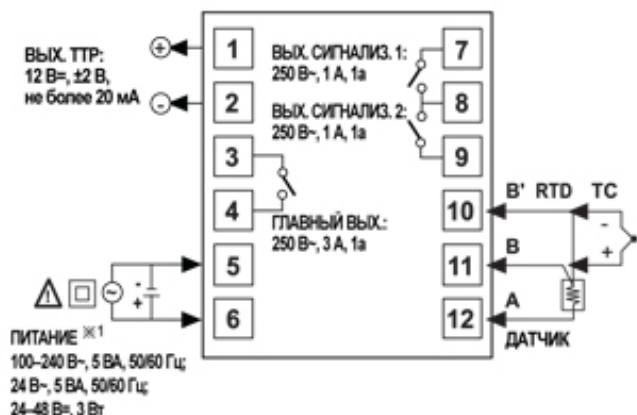 ВЫХ. ТТР:
12 В=, ±2 В,
не более 20 мА
+
-
1
2
3
4
5
6
ВЫХ. СИГНАЛИЗ. 1:
250 В~, 1 А, 1а
ВЫХ. СИГНАЛИЗ. 2:
250 В~, 1 А, 1а
ГЛАВНЫЙ ВЫХ.:
250 В~, 3 А, 1а
7
8
9
10
11
12
B' RTD TC
-
+
B
A
ДАТЧИК
-
+
ПИТАНИЕ ※1
100–240 В~, 5 ВА, 50/60 Гц;
24 В~, 5 ВА, 50/60 Гц;
24–48 В=, 3 Вт